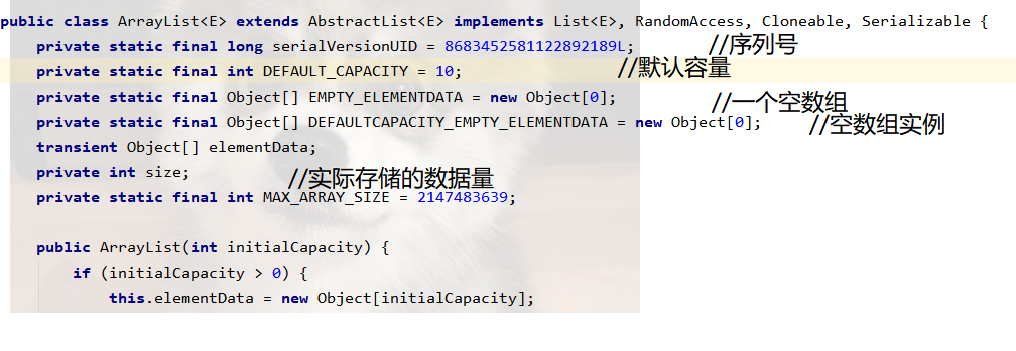 public class ArrayList<E> extends AbstractList<E> implements List<E>, RandomAccess, Cloneable, Serializable {
private static final long serialVersionUID = 8683452581122892189L; //序列号
private static final int DEFAULT_CAPACITY = 10; //默认容量
private static final Object[] EMPTY_ELEMENTDATA = new Object[0]; //一个空数组
private static final Object[] DEFAULTCAPACITY_EMPTY_ELEMENTDATA = new Object[0]; //空数组实例
transient Object[] elementData;
private int size; //实际存储的数据量
private static final int MAX_ARRAY_SIZE = 2147483639;
public ArrayList(int initialCapacity) {
if (initialCapacity > 0) {
this.elementData = new Object[initialCapacity];